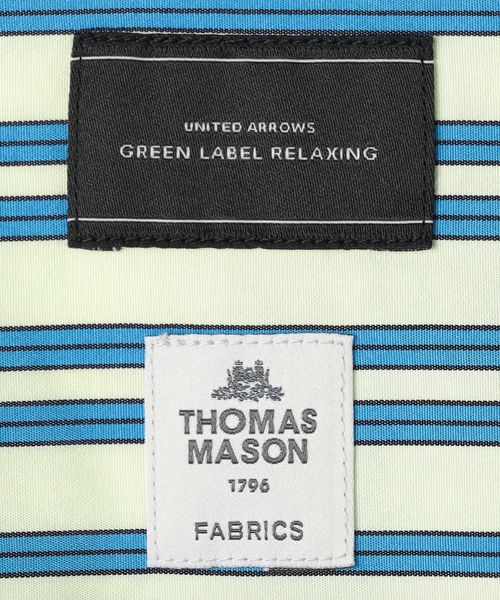 UNITED ARROWS
GREEN LABEL RELAXING
THOMAS
MASON
1796
FABRICS